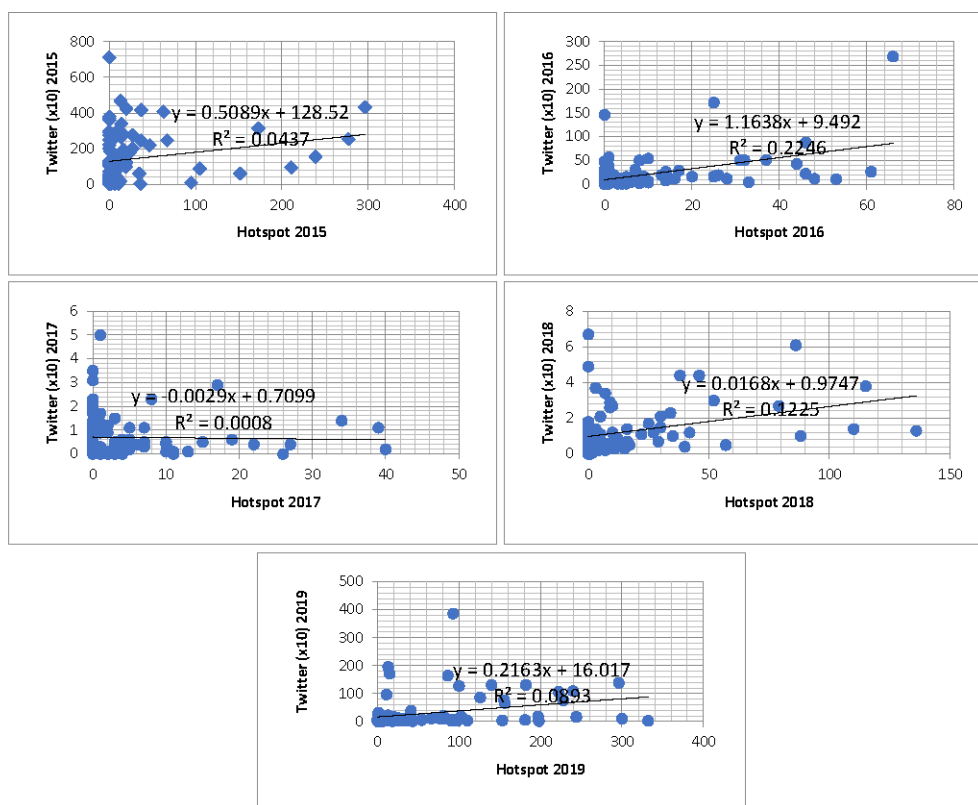 Twitter (x10) 2015
800
600
400
200
0
y = 0.5089x + 128.52
R² = 0.0437
0 100 200 300 400
Hotspot 2015
Twitter (x10) 2016
300
250
200
150
100
50
0
y = 1.1638x + 9.492
R² = 0.2246
0 20 40 60 80
Hotspot 2016
Twitter (x10) 2017
6
5
4
3
2
1
0
y = -0.0029x + 0.7099
R² = 0.0008
0 10 20 30 40 50
Hotspot 2017
Twitter (x10) 2018
8
6
4
2
0
y = 0.0168x + 0.9747
R² = 0.1225
0 50 100 150
Hotspot 2018
Twitter (x10) 2019
500
400
300
200
100
0
y = 0.2163x + 16.017
R² = 0.0893
0 100 200 300 400
Hotspot 2019